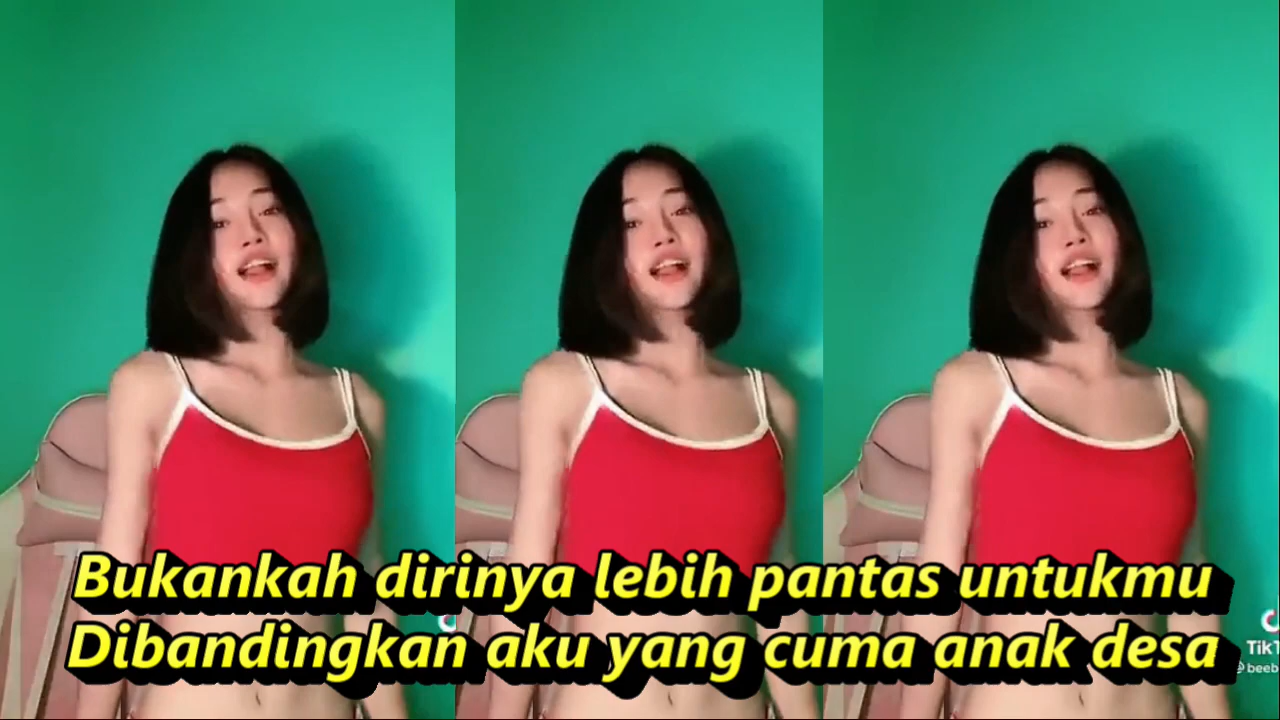 Bukankah dirinya lebih pantas untukmu
Dibandingkan aku yang cuma anak desa